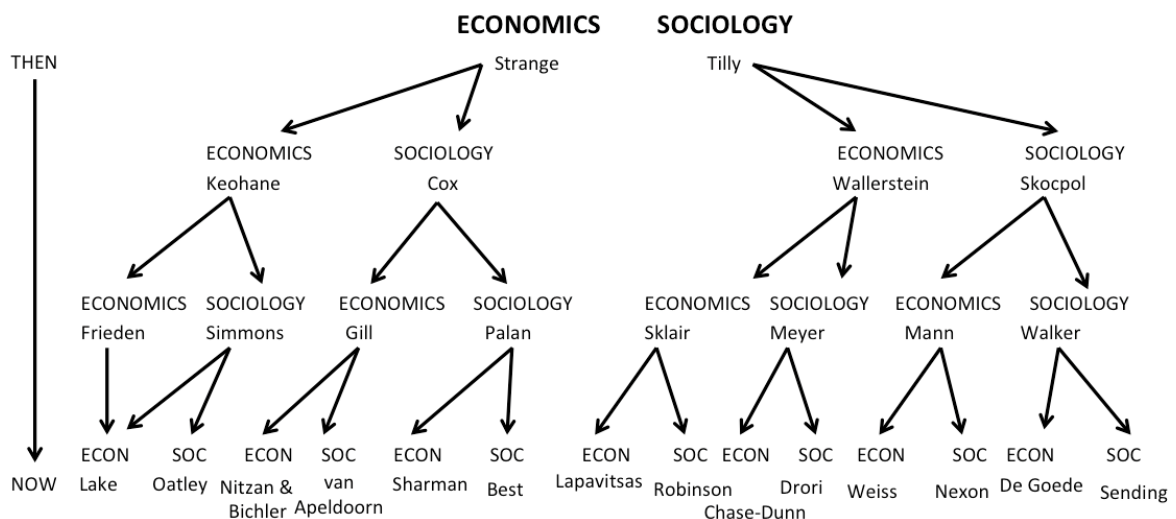 ECONOMICS SOCIOLOGY
THEN Strange Tilly
ECONOMICS SOCIOLOGY ECONOMICS SOCIOLOGY
Keohane Cox Wallerstein Skocpol
ECONOMICS SOCIOLOGY ECONOMICS SOCIOLOGY ECONOMICS SOCIOLOGY ECONOMICS SOCIOLOGY
Frieden Simmons Gill Palan Sklair Meyer Mann Walker
ECON SOC ECON SOC ECON SOC ECON SOC ECON SOC ECON SOC ECON SOC
NOW Lake Oatley Nitzan & van Sharman Best Lapavitsas Robinson Drori Weiss Nexon De Goede Sending
Bichler Apeldoorn Chase-Dunn